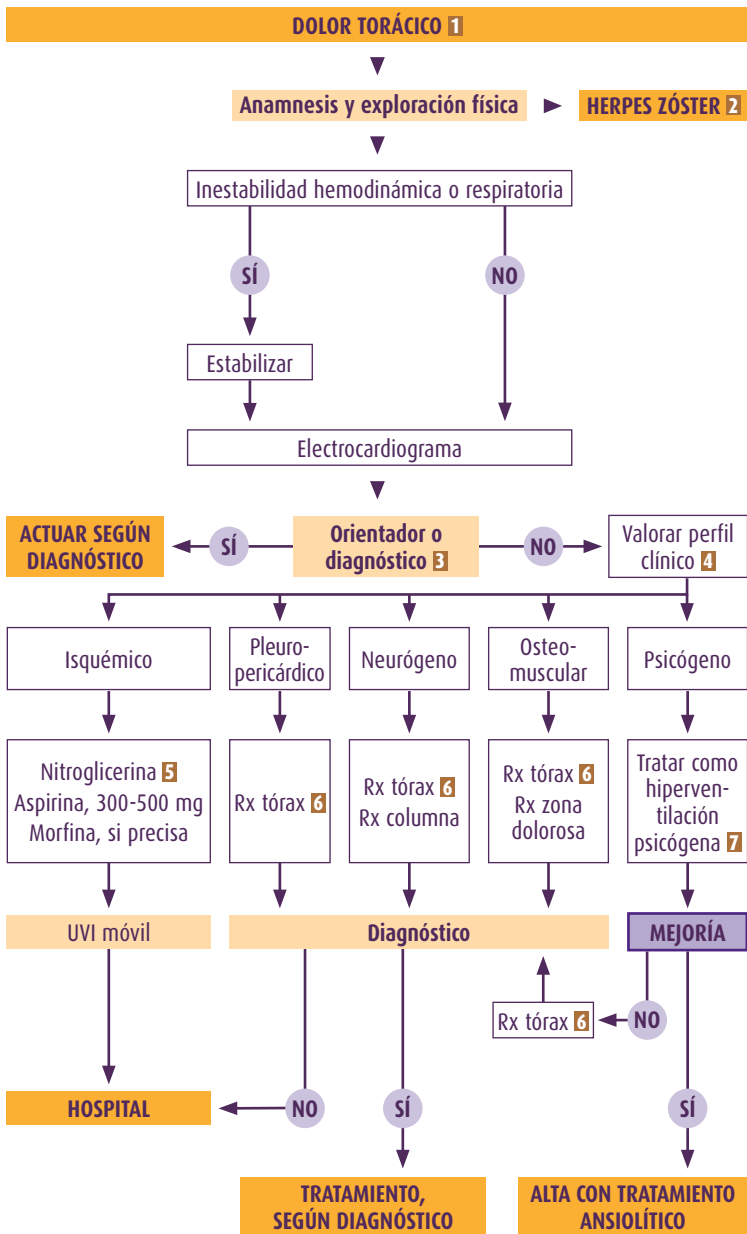 DOLOR TORÁCICO 1
Anamnesis y exploración física
HERPES ZÓSTER 2
Inestabilidad hemodinámica o respiratoria
SÍ
NO
Estabilizar
Electrocardiograma
ACTUAR SEGÚN
DIAGNÓSTICO
SÍ
Orientador o
diagnóstico 3
NO
Valorar perfil
clínico 4
Isquémico
Pleuro-
pericárdico
Neurógeno
Osteo-
muscular
Psicógeno
Nitroglicerina 5
Aspirina, 300-500 mg
Morfina, si precisa
Rx tórax 6
Rx tórax 6
Rx columna
Rx tórax 6
Rx zona
dolorosa
Tratar como
hiperven-
tilación
psicógena 7
UVI móvil
Diagnóstico
MEJORÍA
Rx tórax 6
NO
HOSPITAL
NO
SÍ
SÍ
TRATAMIENTO,
SEGÚN DIAGNÓSTICO
ALTA CON TRATAMIENTO
ANSIOLÍTICO